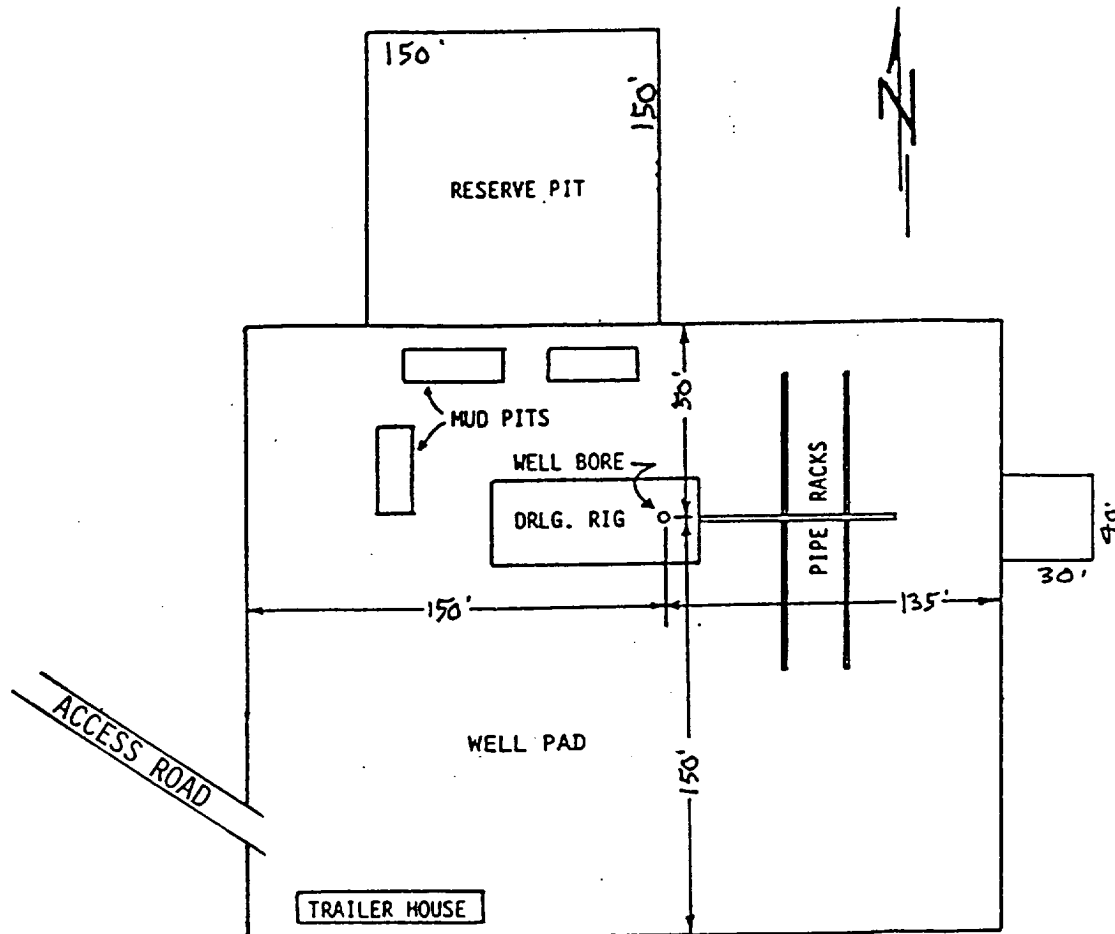 150'
150'
N
RESERVE PIT
50'
MUD PITS
WELL BORE
DRLG. RIG
PIPE RACKS
40'
30'
150'
135'
ACCESS ROAD
WELL PAD
150'
TRAILER HOUSE